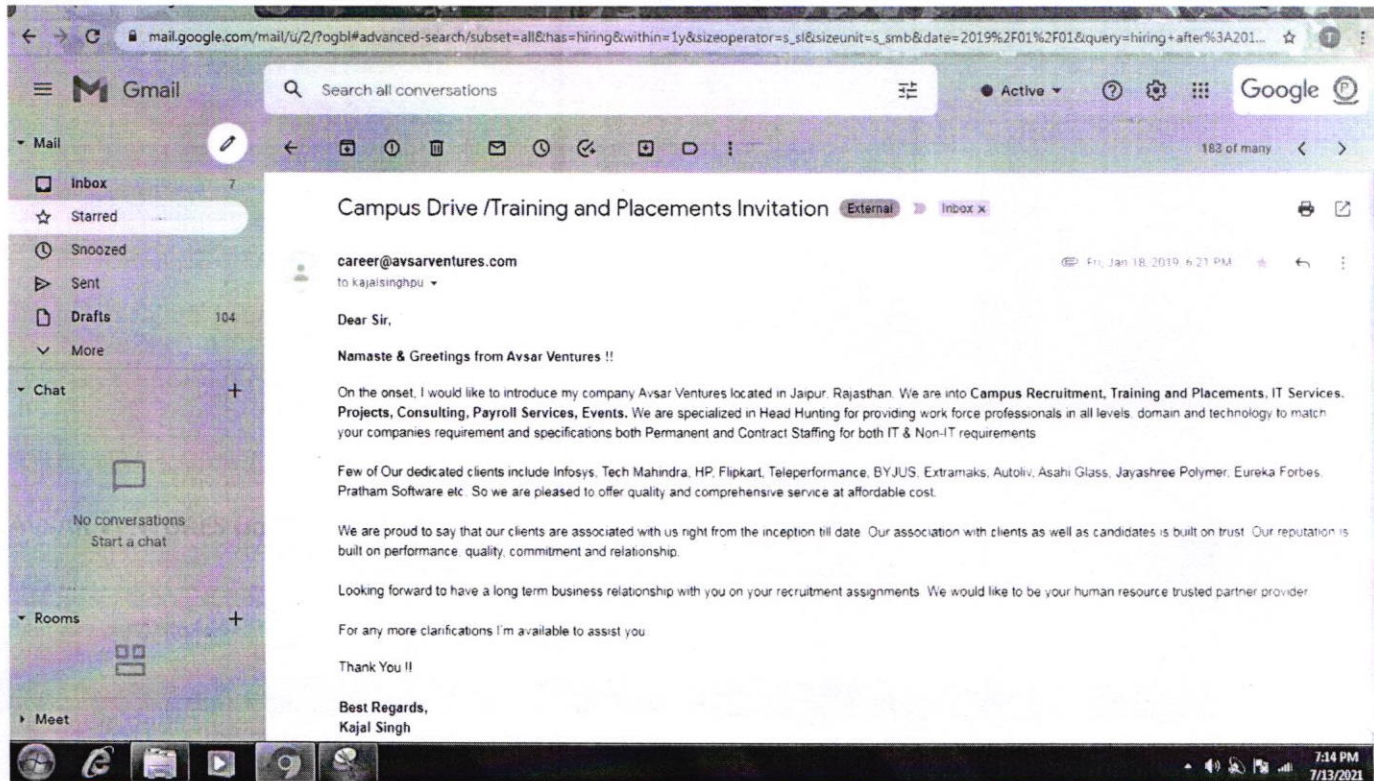 mail.google.com/mail/u/2/?ogbl#advanced-search/subset=all&has=hiring&within=1y&sizeoperator=s_sl&sizeunit=s_smb&date=2019%2F01%2F01&query=hiring+after%3A201...
Gmail
Search all conversations
Active
Google
Mail
183 of many
Inbox 7
Starred
Snoozed
Sent
Drafts 104
More
Chat
No conversations
Start a chat
Rooms
Meet
Campus Drive /Training and Placements Invitation External Inbox x
career@avsarventures.com Fri, Jan 18, 2019, 6:21 PM
to kajalsinghpu
Dear Sir,
Namaste & Greetings from Avsar Ventures !!
On the onset, I would like to introduce my company Avsar Ventures located in Jaipur, Rajasthan. We are into Campus Recruitment, Training and Placements, IT Services,
Projects, Consulting, Payroll Services, Events. We are specialized in Head Hunting for providing work force professionals in all levels, domain and technology to match
your companies requirement and specifications both Permanent and Contract Staffing for both IT & Non-IT requirements
Few of Our dedicated clients include Infosys, Tech Mahindra, HP, Flipkart, Teleperformance, BYJUS, Extramaks, Autoliv, Asahi Glass, Jayashree Polymer, Eureka Forbes,
Pratham Software etc. So we are pleased to offer quality and comprehensive service at affordable cost.
We are proud to say that our clients are associated with us right from the inception till date. Our association with clients as well as candidates is built on trust. Our reputation is
built on performance, quality, commitment and relationship.
Looking forward to have a long term business relationship with you on your recruitment assignments. We would like to be your human resource trusted partner provider
For any more clarifications I'm available to assist you
Thank You !!
Best Regards,
Kajal Singh
7:14 PM
7/13/2021